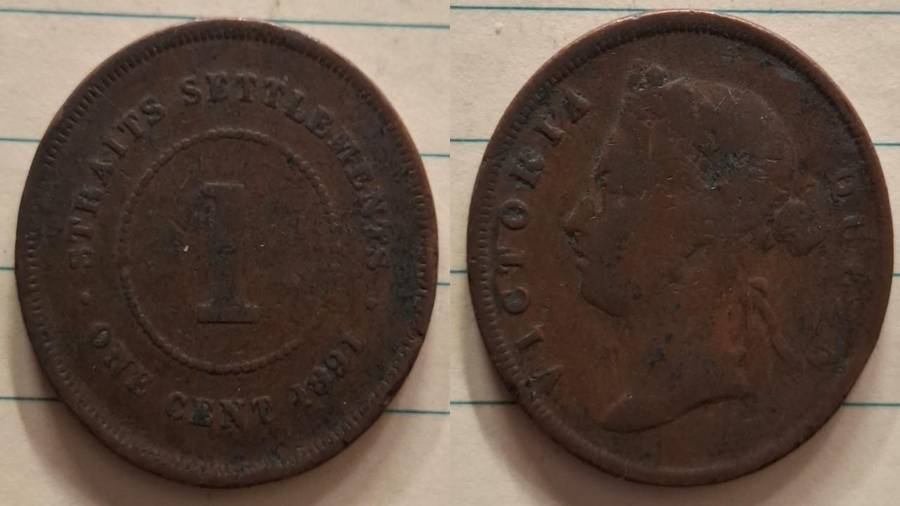 STRAITS SETTLEMENTS
1
ONE CENT 1891
VICTORIA
QUEEN